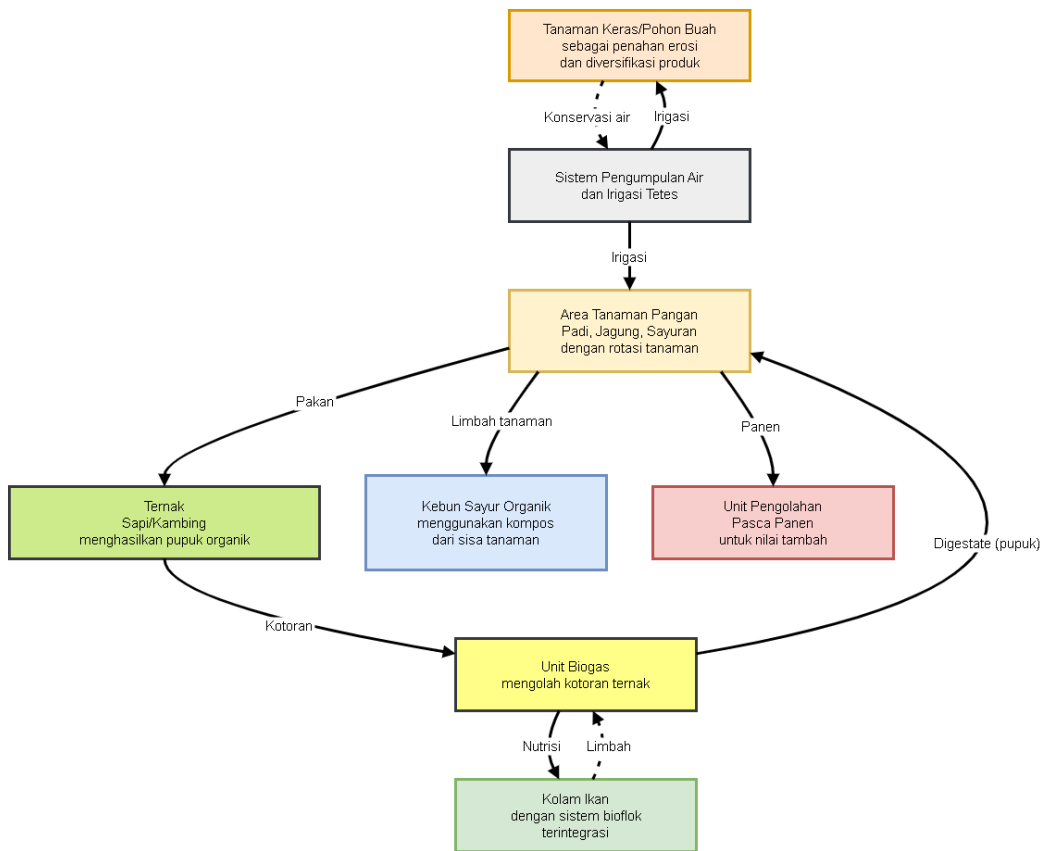 Tanaman Keras/Pohon Buah
sebagai penahan erosi
dan diversifikasi produk
Konservasi air
Irigasi
Sistem Pengumpulan Air
dan Irigasi Tetes
Irigasi
Area Tanaman Pangan
Padi, Jagung, Sayuran
dengan rotasi tanaman
Pakan
Limbah tanaman
Panen
Ternak
Sapi/Kambing
menghasilkan pupuk organik
Kebun Sayur Organik
menggunakan kompos
dari sisa tanaman
Unit Pengolahan
Pasca Panen
untuk nilai tambah
Digestate (pupuk)
Kotoran
Unit Biogas
mengolah kotoran ternak
Nutrisi
Limbah
Kolam Ikan
dengan sistem bioflok
terintegrasi